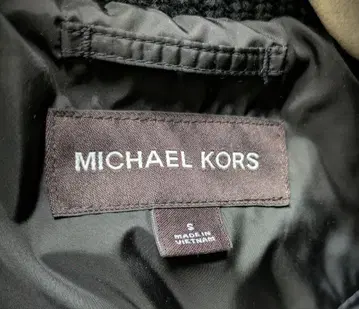 MICHAEL KORS
S
MADE IN
VIETNAM